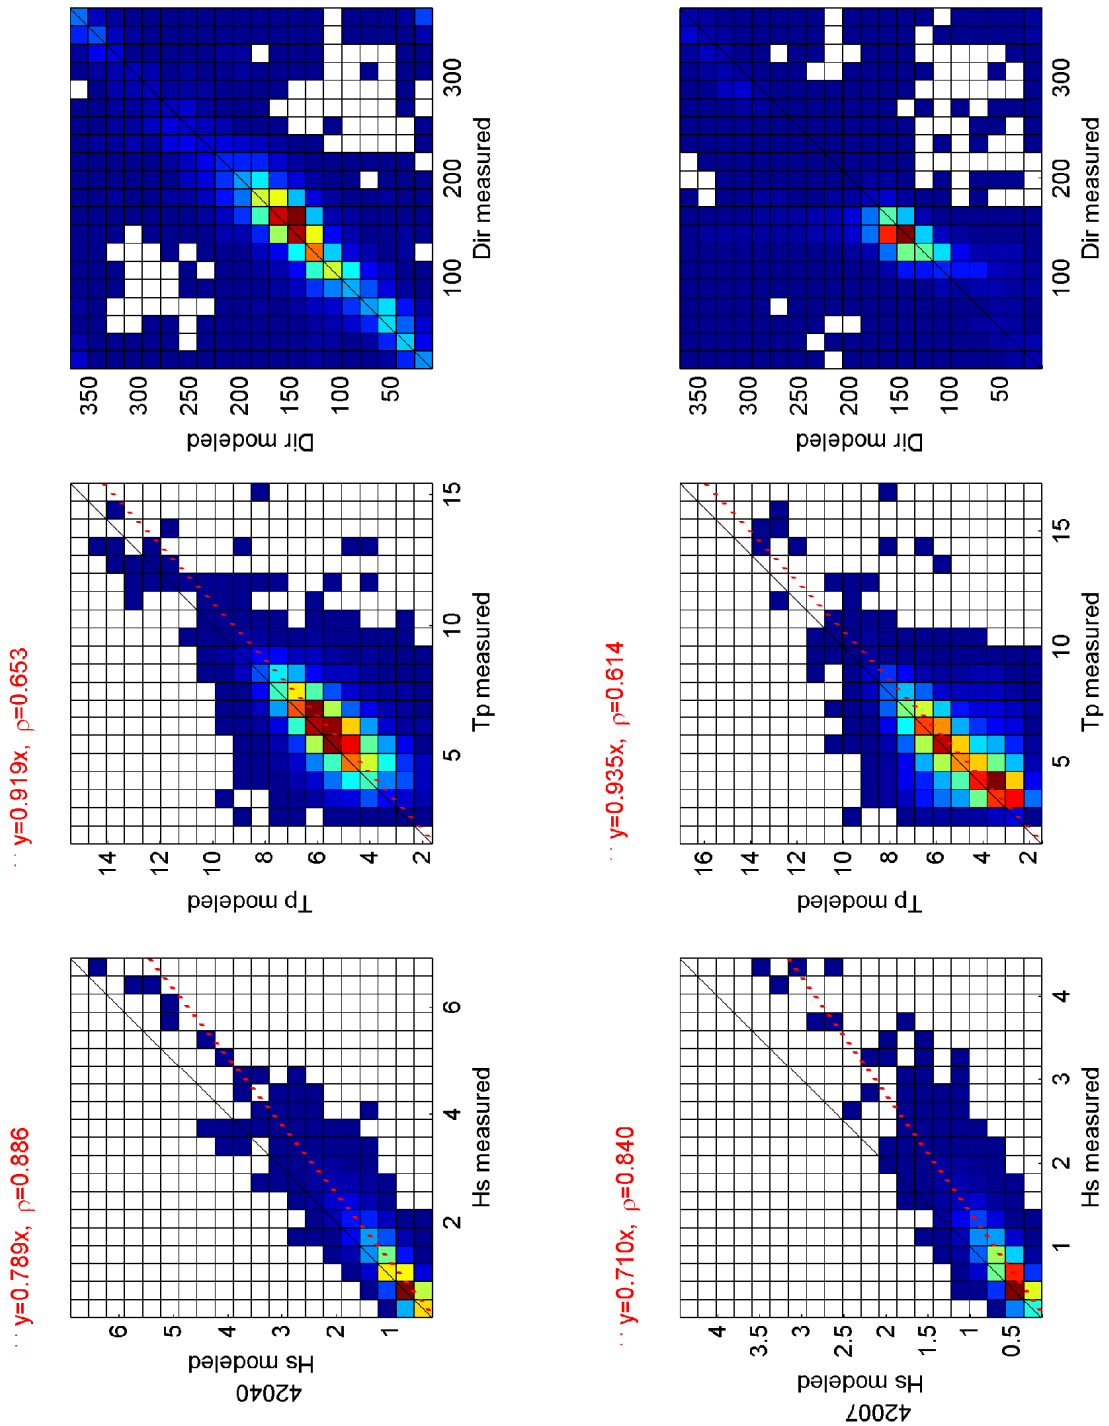 y=0.789x, ρ=0.886
42040
Hs modeled
6
5
4
3
2
1
2 4 6
Hs measured
y=0.919x, ρ=0.653
Tp modeled
14
12
10
8
6
4
2
5 10 15
Tp measured
Dir modeled
350
300
250
200
150
100
50
100 200 300
Dir measured
y=0.710x, ρ=0.840
42007
Hs modeled
4
3.5
3
2.5
2
1.5
1
0.5
1 2 3 4
Hs measured
y=0.935x, ρ=0.614
Tp modeled
16
14
12
10
8
6
4
2
5 10 15
Tp measured
Dir modeled
350
300
250
200
150
100
50
100 200 300
Dir measured